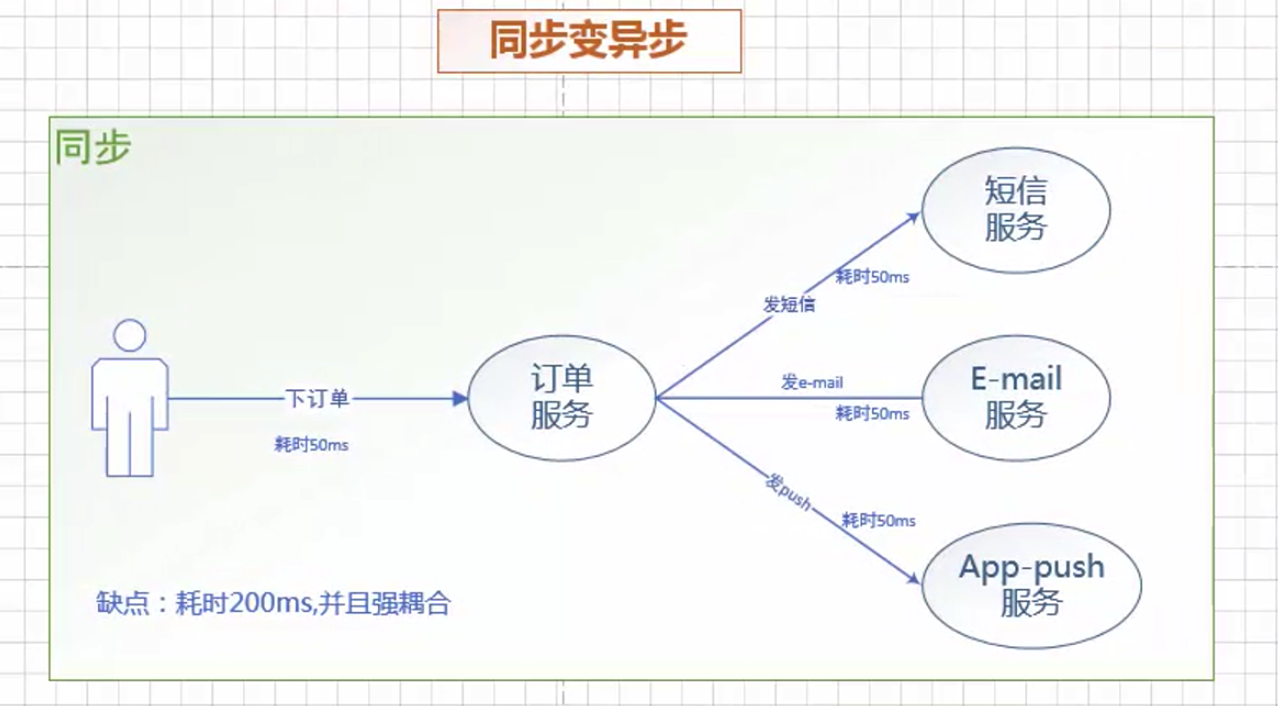 同步变异步
同步
短信
服务
耗时50ms
发短信
订单
服务
E-mail
服务
发e-mail
耗时50ms
下订单
耗时50ms
发push
耗时50ms
App-push
服务
缺点：耗时200ms,并且强耦合